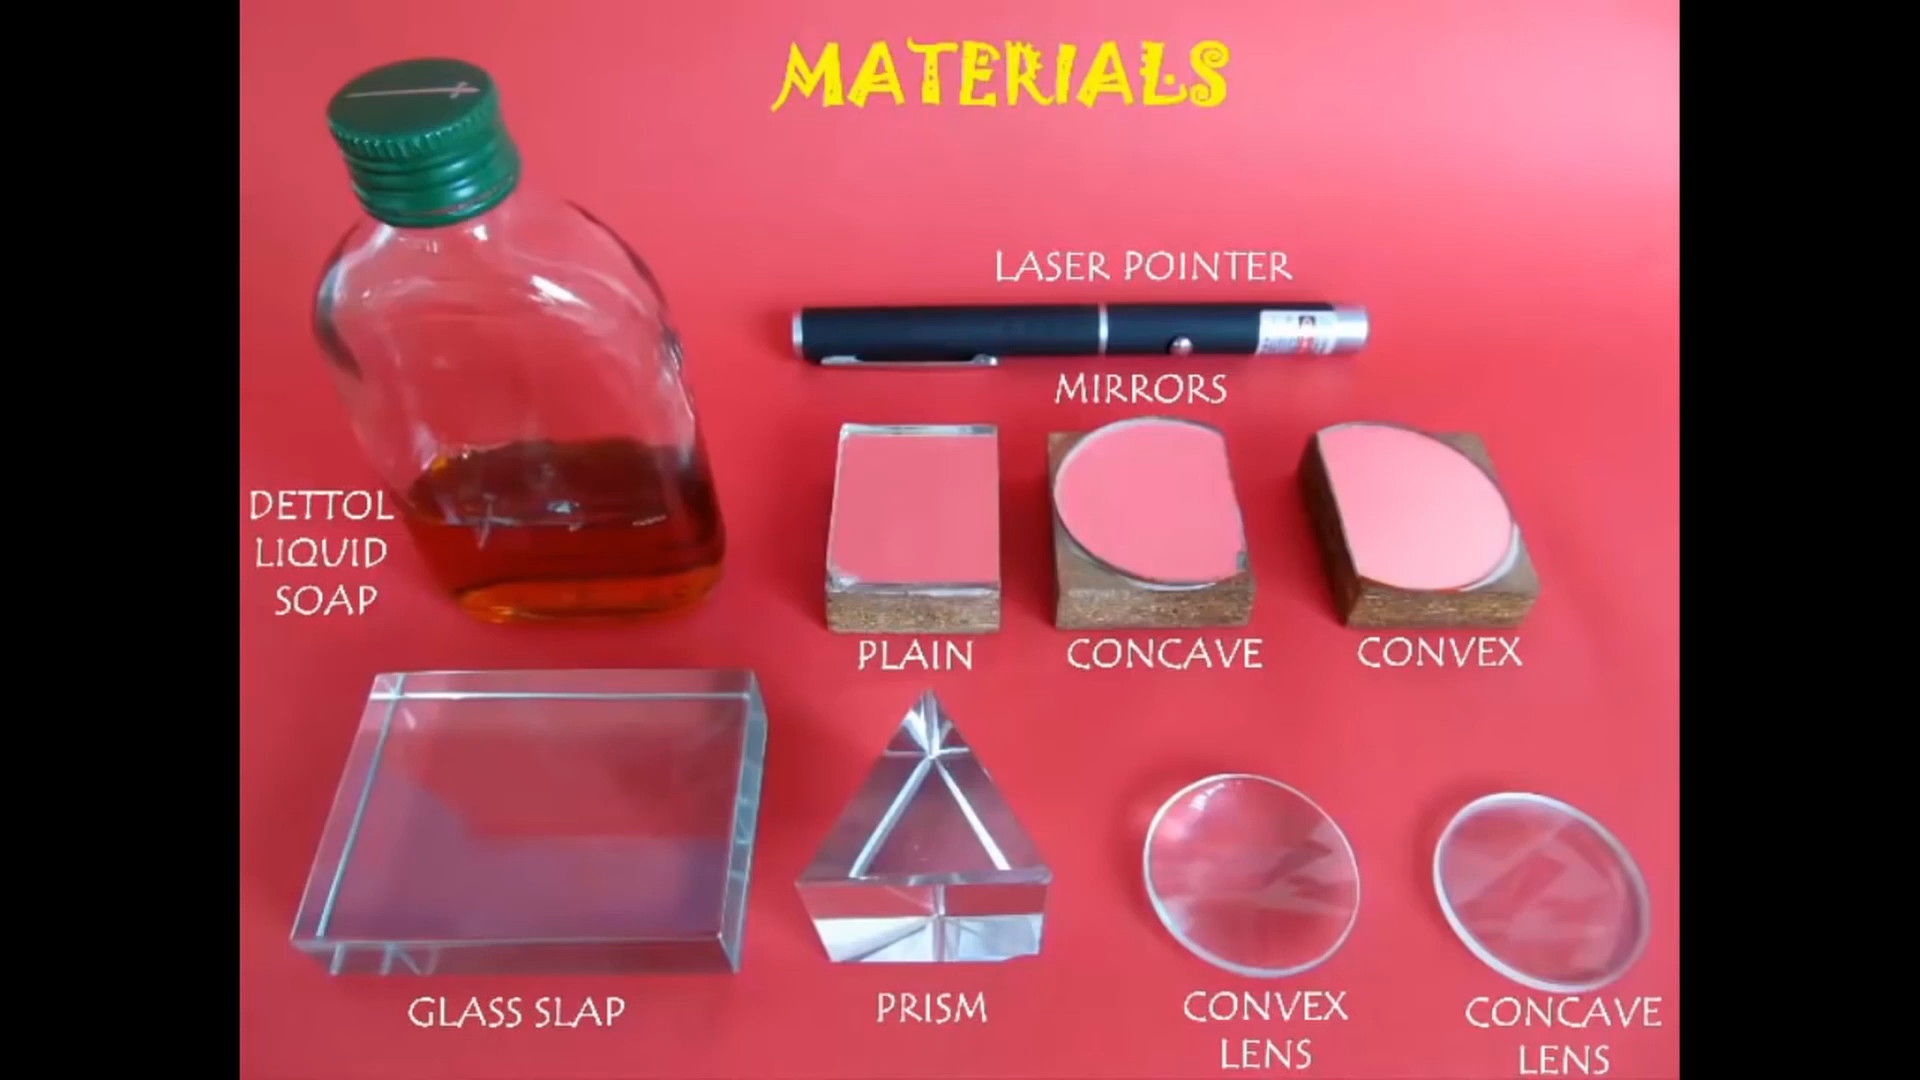 MATERIALS
LASER POINTER
MIRRORS
DETTOL
LIQUID
SOAP
PLAIN
CONCAVE
CONVEX
GLASS SLAP
PRISM
CONVEX
LENS
CONCAVE
LENS